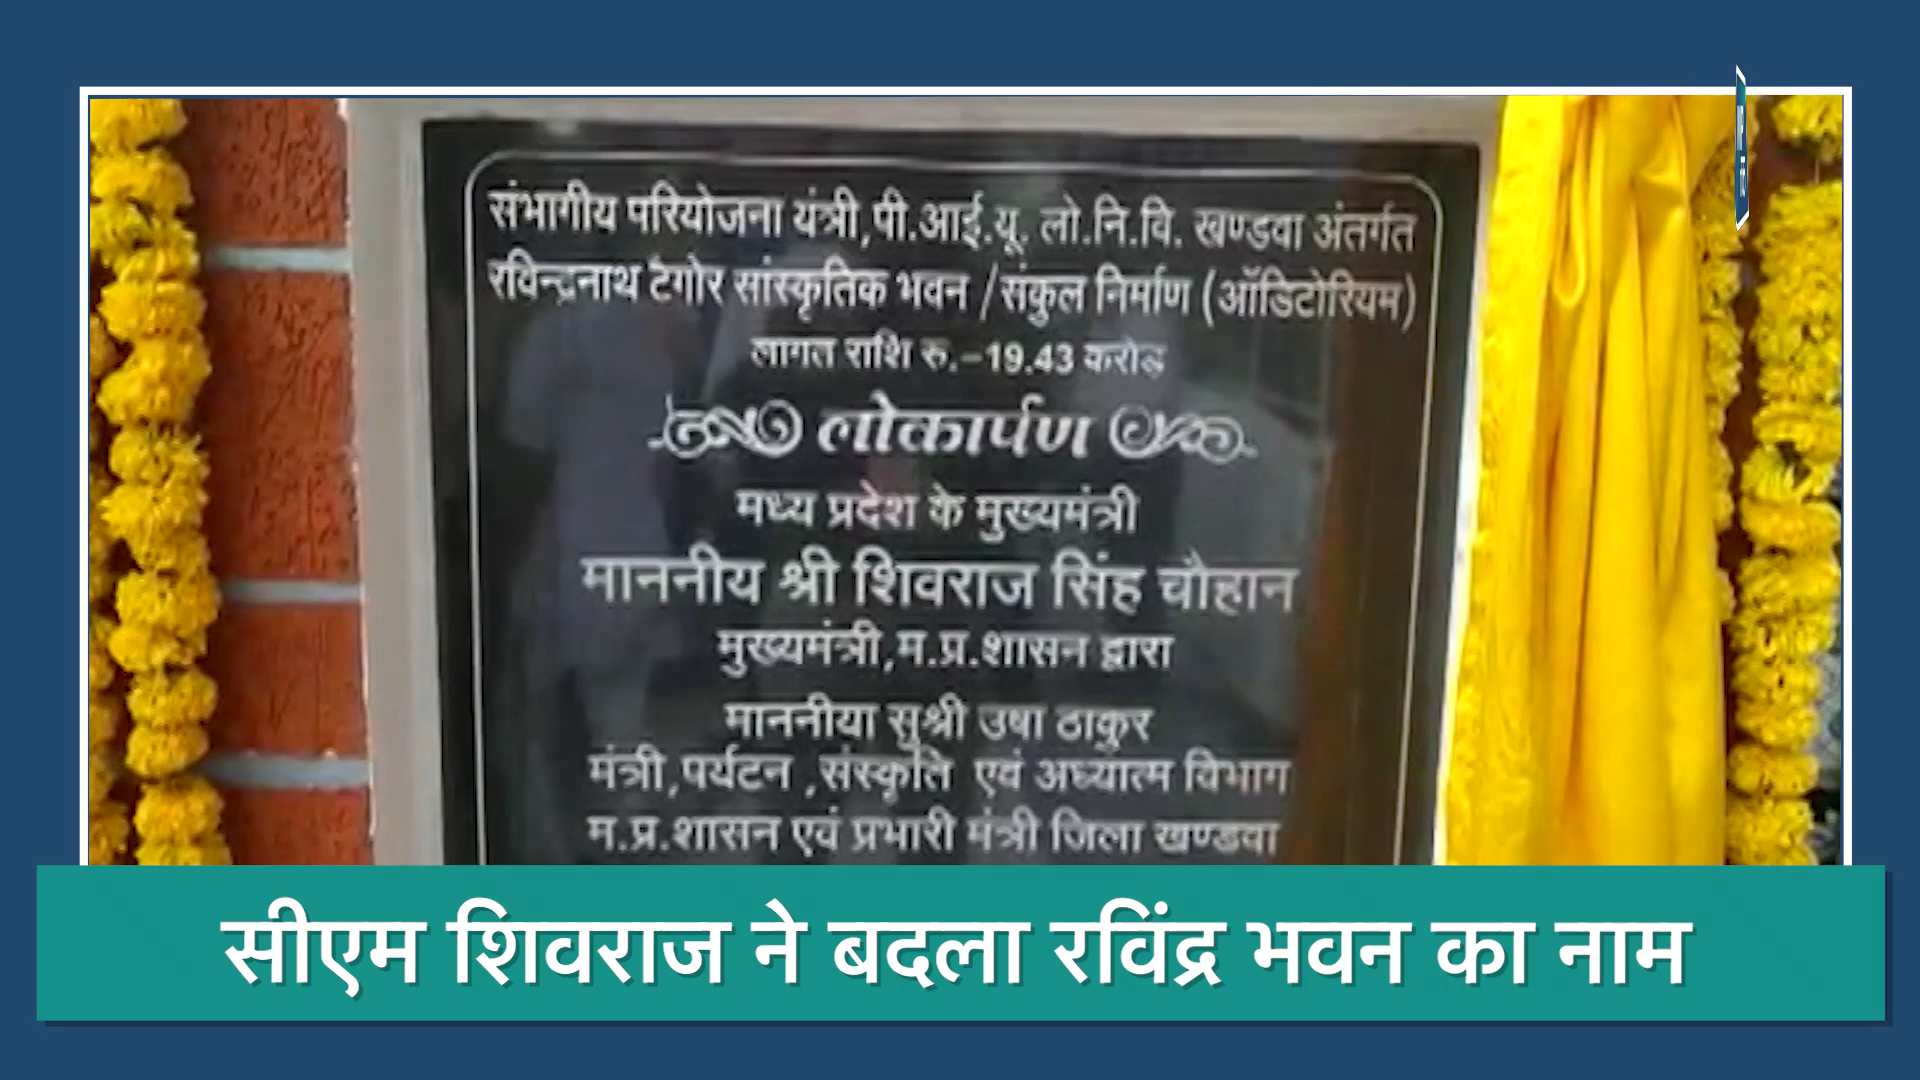 संभागीय परियोजना यंत्री,पी.आई.यू. लो.नि.वि. खण्डवा अंतर्गत
रविन्द्रनाथ टैगोर सांस्कृतिक भवन /संकुल निर्माण (ऑडिटोरियम)
लागत राशि रु.-19.43 करोड़
लोकार्पण
मध्य प्रदेश के मुख्यमंत्री
माननीय श्री शिवराज सिंह चौहान
मुख्यमंत्री,म.प्र.शासन द्वारा
माननीया सुश्री उषा ठाकुर
मंत्री,पर्यटन ,संस्कृति एवं अध्यात्म विभाग
म.प्र.शासन एवं प्रभारी मंत्री जिला खण्डवा
सीएम शिवराज ने बदला रविंद्र भवन का नाम